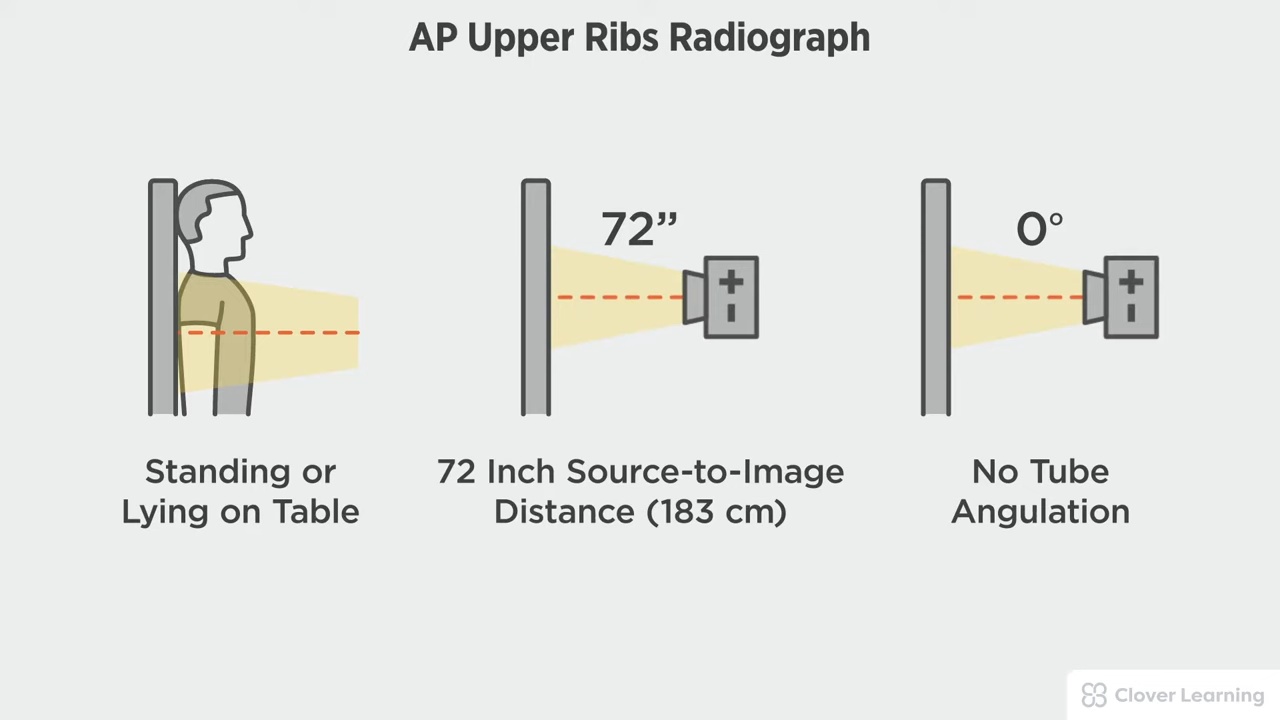 AP Upper Ribs Radiograph
72”
0°
+
-
+
-
Standing or
Lying on Table
72 Inch Source-to-Image
Distance (183 cm)
No Tube
Angulation
Clover Learning